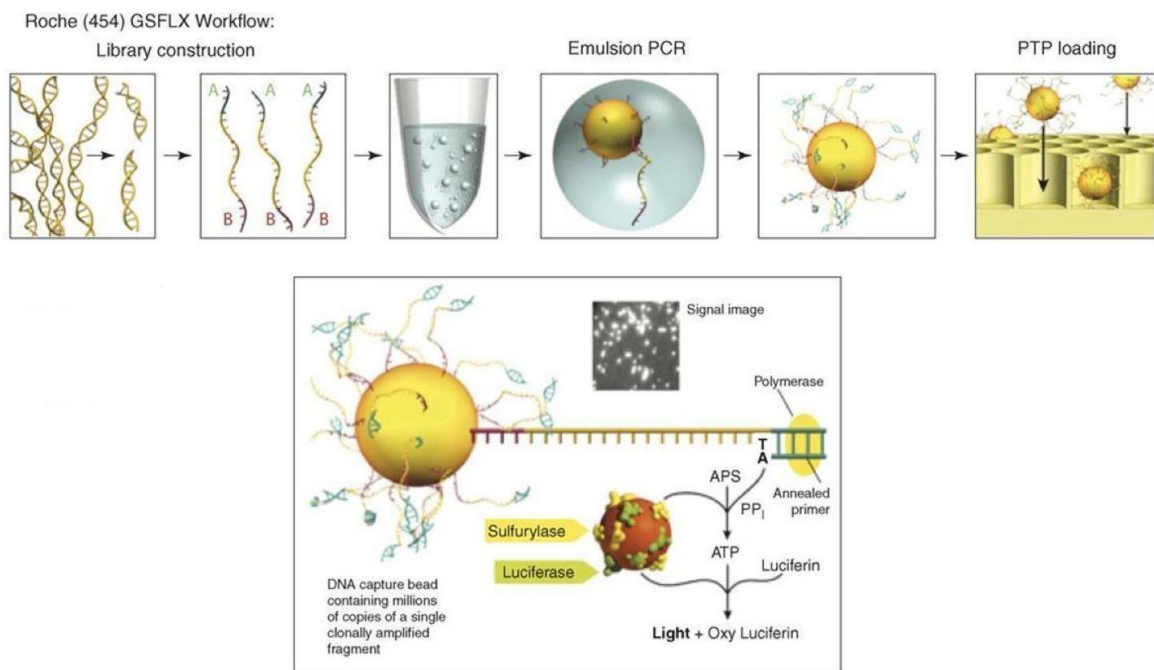 Roche (454) GSFLX Workflow:
Library construction
Emulsion PCR
PTP loading
A
A
A
B
B
B
Signal image
Polymerase
T
A
Annealed
primer
APS
PPI
Sulfurylase
Luciferase
ATP
Luciferin
Light + Oxy Luciferin
DNA capture bead
containing millions
of copies of a single
clonally amplified
fragment